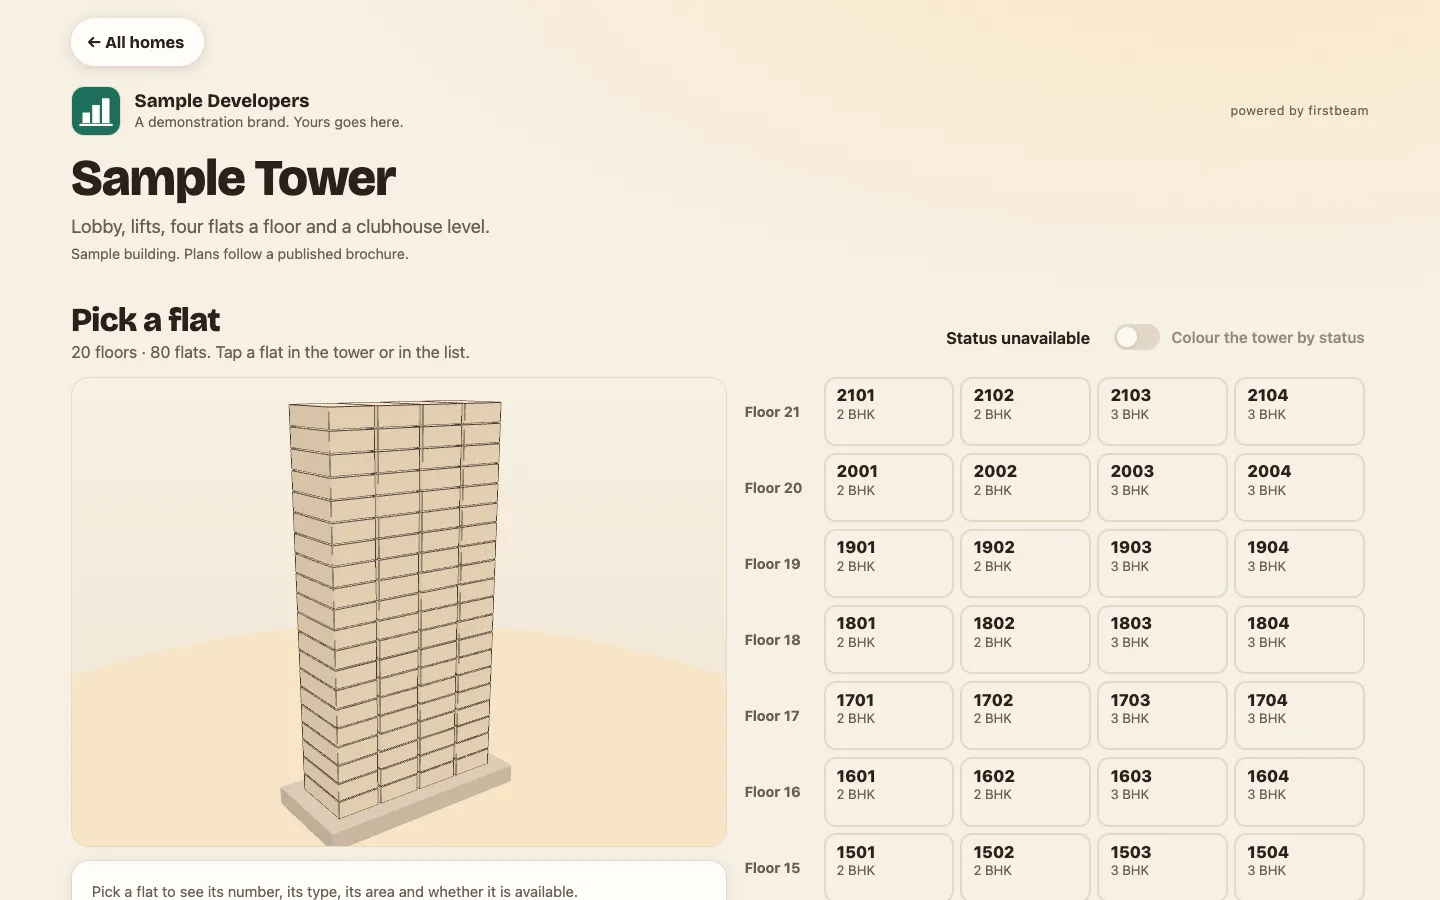 ← All homes
Sample Developers
A demonstration brand. Yours goes here.
powered by firstbeam
Sample Tower
Lobby, lifts, four flats a floor and a clubhouse level.
Sample building. Plans follow a published brochure.
Pick a flat
20 floors · 80 flats. Tap a flat in the tower or in the list.
Status unavailable
Colour the tower by status
Floor 21
2101
2 BHK
2102
2 BHK
2103
3 BHK
2104
3 BHK
Floor 20
2001
2 BHK
2002
2 BHK
2003
3 BHK
2004
3 BHK
Floor 19
1901
2 BHK
1902
2 BHK
1903
3 BHK
1904
3 BHK
Floor 18
1801
2 BHK
1802
2 BHK
1803
3 BHK
1804
3 BHK
Floor 17
1701
2 BHK
1702
2 BHK
1703
3 BHK
1704
3 BHK
Floor 16
1601
2 BHK
1602
2 BHK
1603
3 BHK
1604
3 BHK
Floor 15
1501
2 BHK
1502
2 BHK
1503
3 BHK
1504
3 BHK
Pick a flat to see its number, its type, its area and whether it is available.